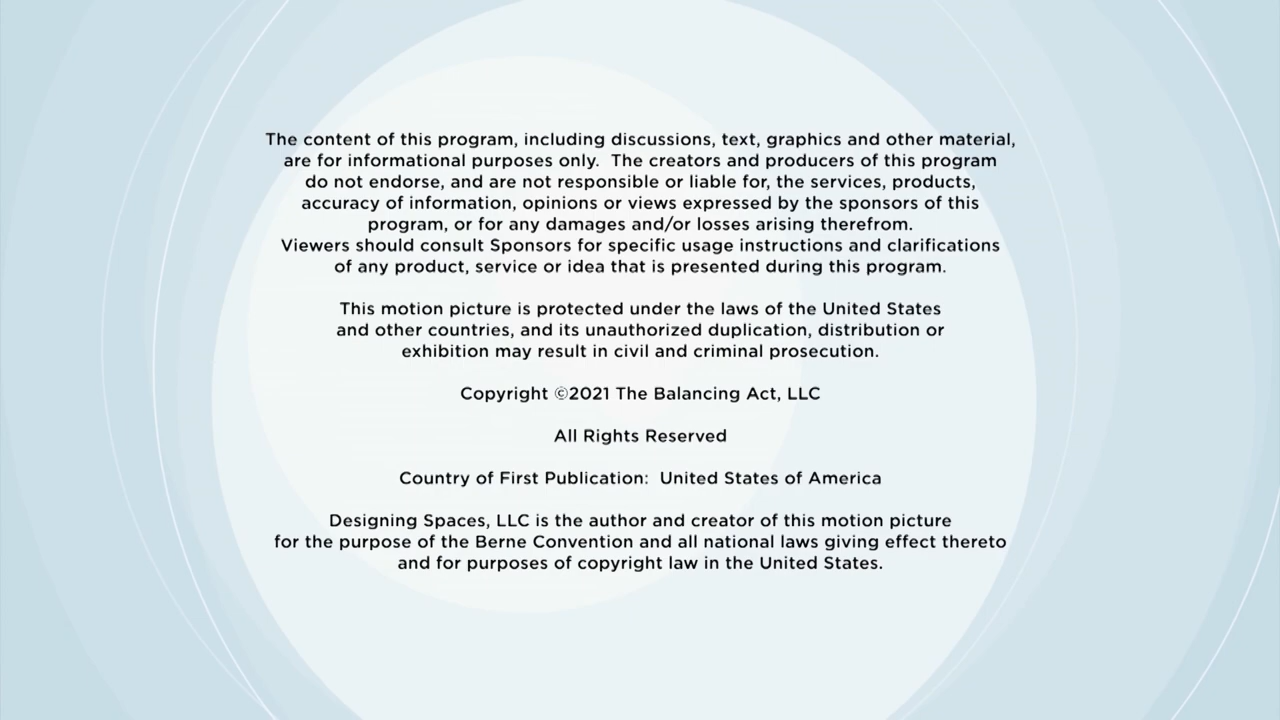 The content of this program, including discussions, text, graphics and other material,
are for informational purposes only.  The creators and producers of this program
do not endorse, and are not responsible or liable for, the services, products,
accuracy of information, opinions or views expressed by the sponsors of this
program, or for any damages and/or losses arising therefrom.
Viewers should consult Sponsors for specific usage instructions and clarifications
of any product, service or idea that is presented during this program.
This motion picture is protected under the laws of the United States
and other countries, and its unauthorized duplication, distribution or
exhibition may result in civil and criminal prosecution.
Copyright ©2021 The Balancing Act, LLC
All Rights Reserved
Country of First Publication:  United States of America
Designing Spaces, LLC is the author and creator of this motion picture
for the purpose of the Berne Convention and all national laws giving effect thereto
and for purposes of copyright law in the United States.